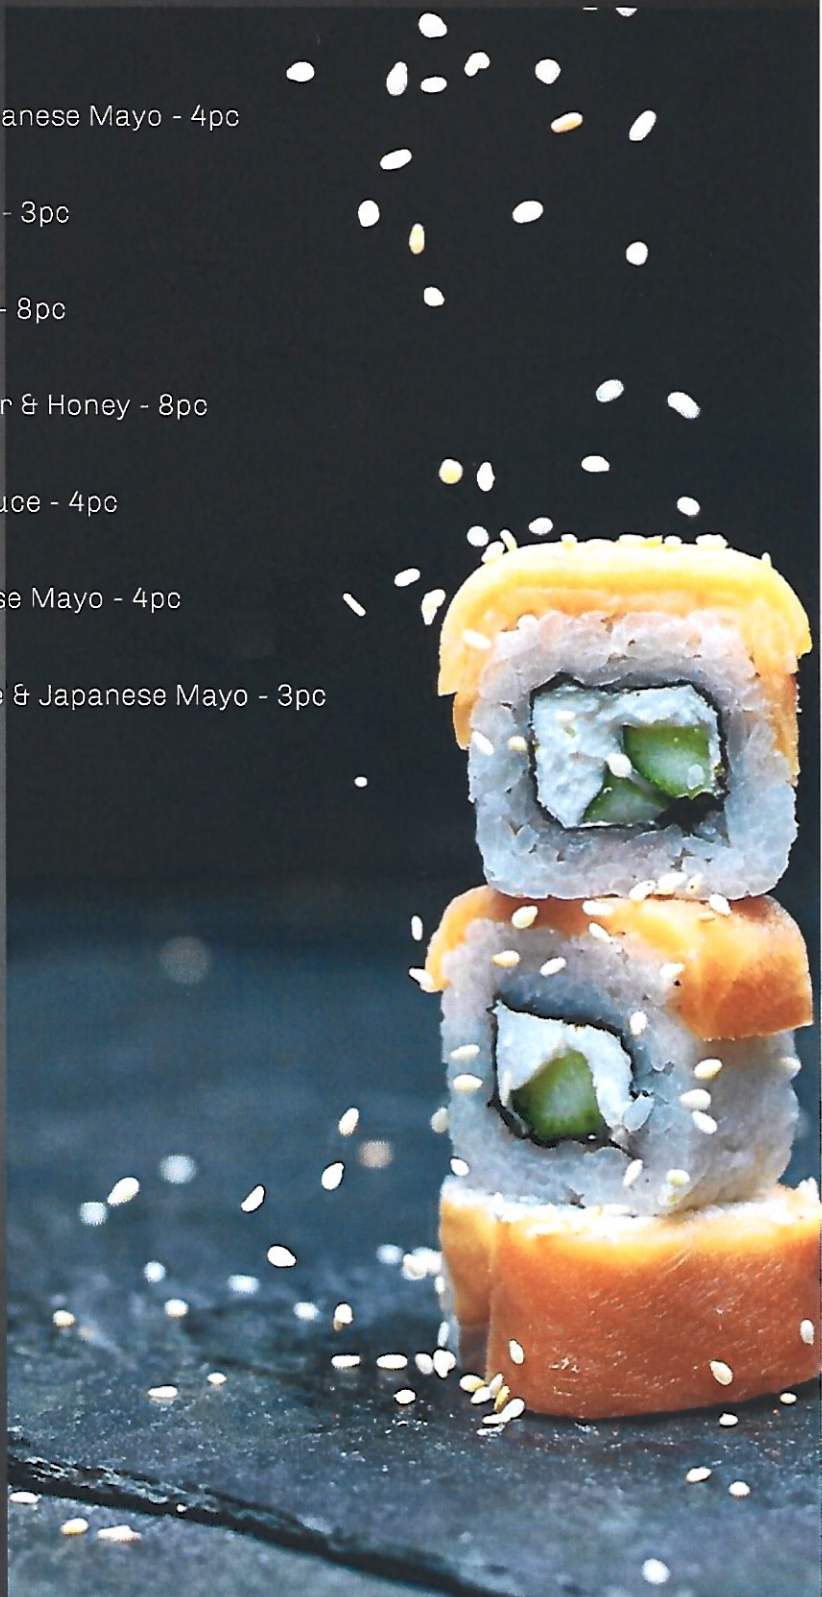 anese Mayo - 4pc
- 3pc
- 8pc
r & Honey - 8pc
uce - 4pc
se Mayo - 4pc
e & Japanese Mayo - 3pc